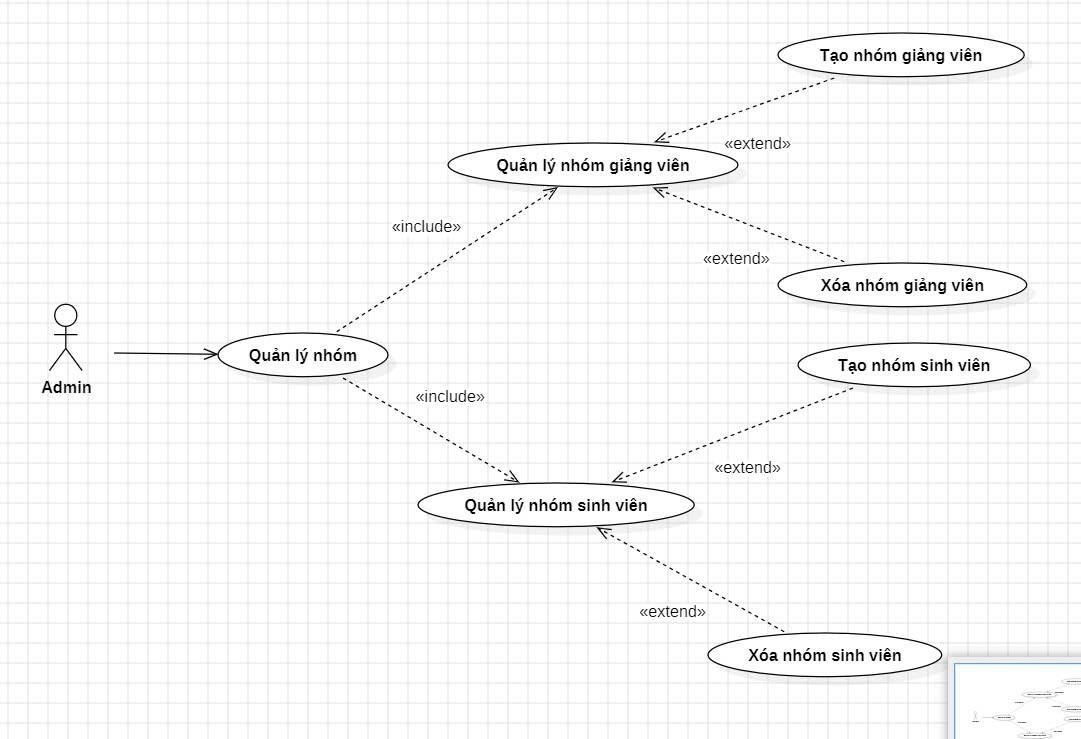 Tạo nhóm giảng viên
«extend»
Quản lý nhóm giảng viên
«include»
«extend»
Xóa nhóm giảng viên
Admin
Quản lý nhóm
Tạo nhóm sinh viên
«include»
«extend»
Quản lý nhóm sinh viên
«extend»
Xóa nhóm sinh viên